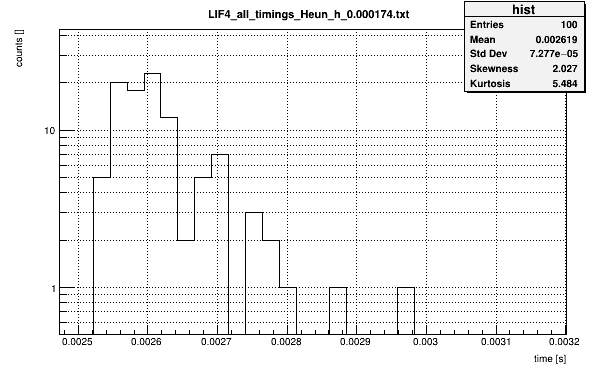 LIF4_all_timings_Heun_h_0.000174.txt
hist
Entries 100
Mean 0.002619
Std Dev 7.277e−05
Skewness 2.027
Kurtosis 5.484
counts []
10
1
0.0025 0.0026 0.0027 0.0028 0.0029 0.003 0.0031 0.0032
time [s]